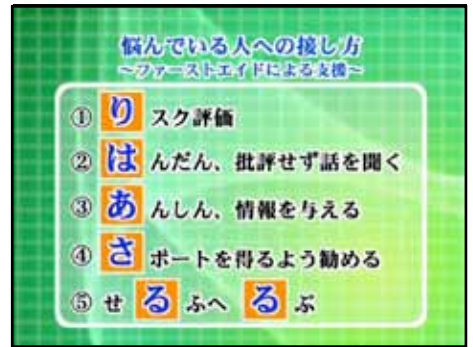 悩んでいる人への接し方
～ファーストエイドによる支援～
① り スク評価
② は んだん、批評せず話を聞く
③ あ んしん、情報を与える
④ さ ポートを得るよう勧める
⑤ せ る ふへ る ぷ